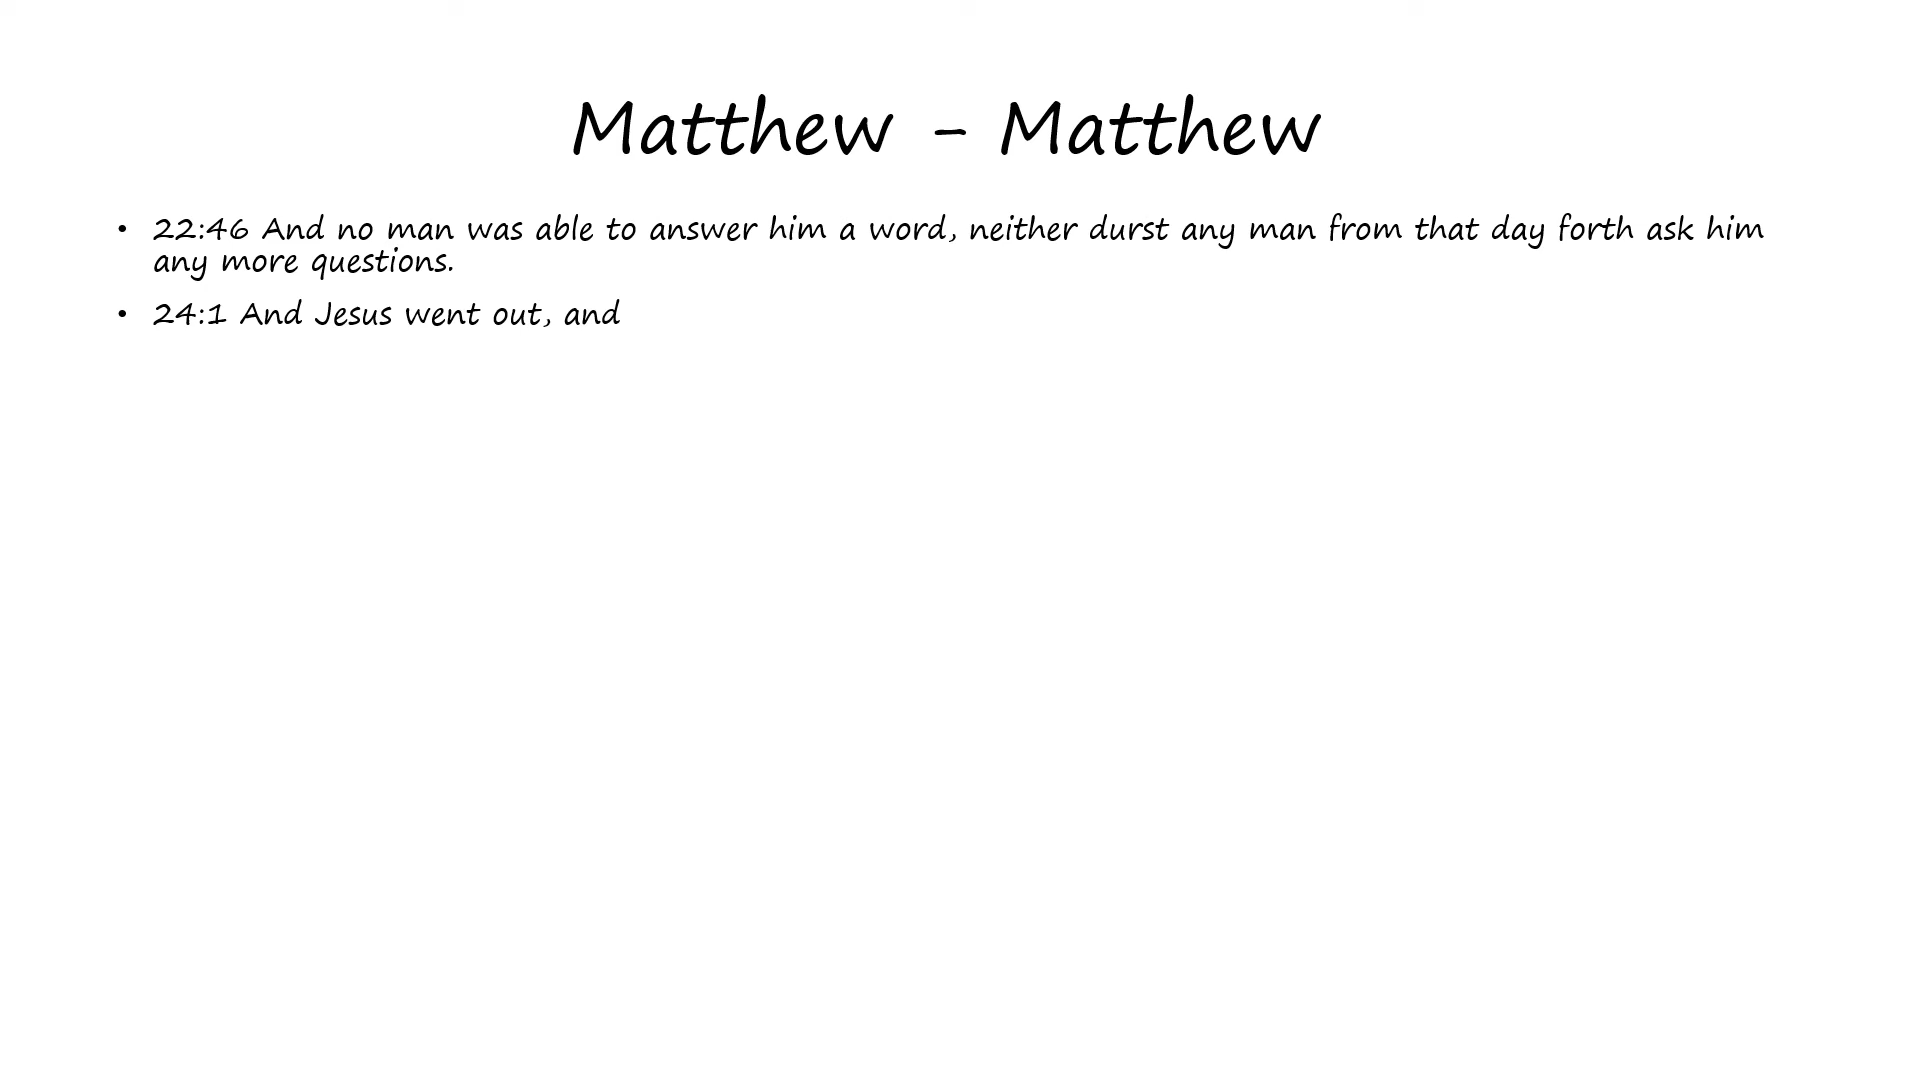 Matthew - Matthew
• 22:46 And no man was able to answer him a word, neither durst any man from that day forth ask him
any more questions.
• 24:1 And Jesus went out, and